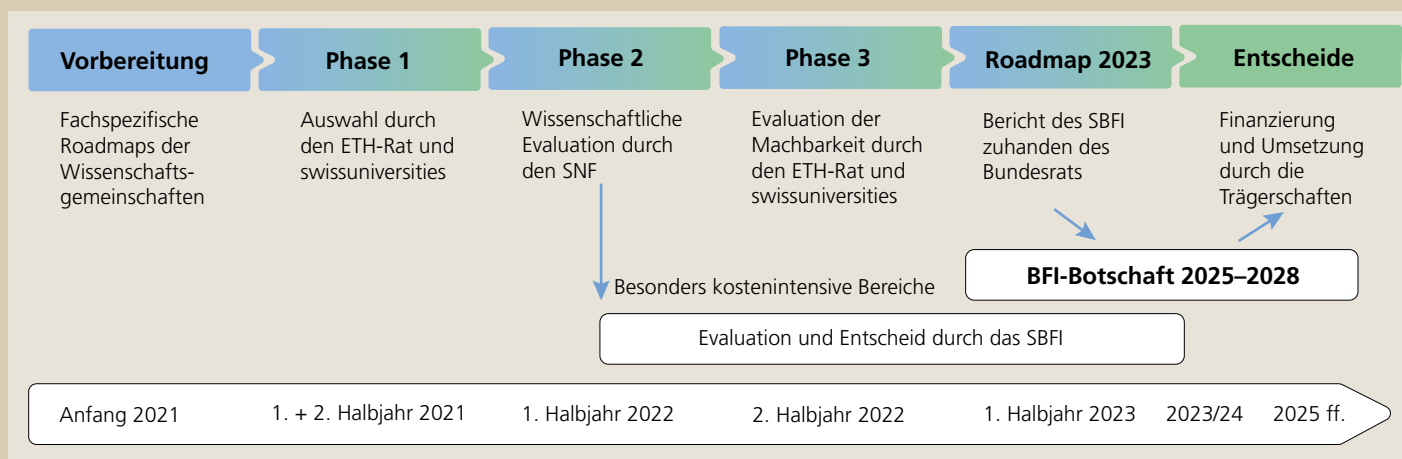 Vorbereitung
Phase 1
Phase 2
Phase 3
Roadmap 2023
Entscheide
Fachspezifische
Roadmaps der
Wissenschafts-
gemeinschaften
Auswahl durch
den ETH-Rat und
swissuniversities
Wissenschaftliche
Evaluation durch
den SNF
Evaluation der
Machbarkeit durch
den ETH-Rat und
swissuniversities
Bericht des SBFI
zuhanden des
Bundesrats
Finanzierung
und Umsetzung
durch die
Trägerschaften
BFI-Botschaft 2025–2028
Besonders kostenintensive Bereiche
Evaluation und Entscheid durch das SBFI
Anfang 2021
1. + 2. Halbjahr 2021
1. Halbjahr 2022
2. Halbjahr 2022
1. Halbjahr 2023
2023/24
2025 ff.